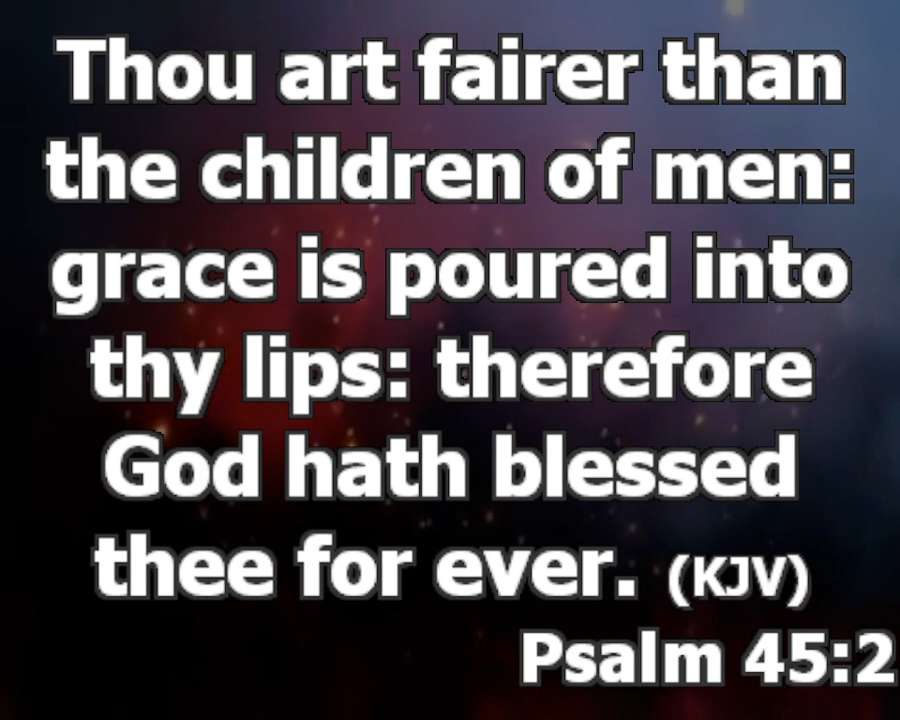 Thou art fairer than
the children of men:
grace is poured into
thy lips: therefore
God hath blessed
thee for ever. (KJV)
Psalm 45:2